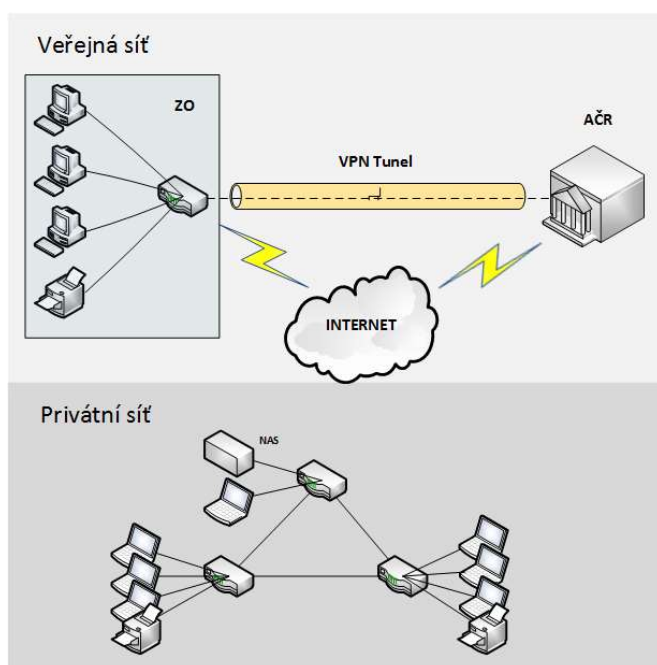 Veřejná síť
ZO
AČR
VPN Tunel
INTERNET
Privátní síť
NAS